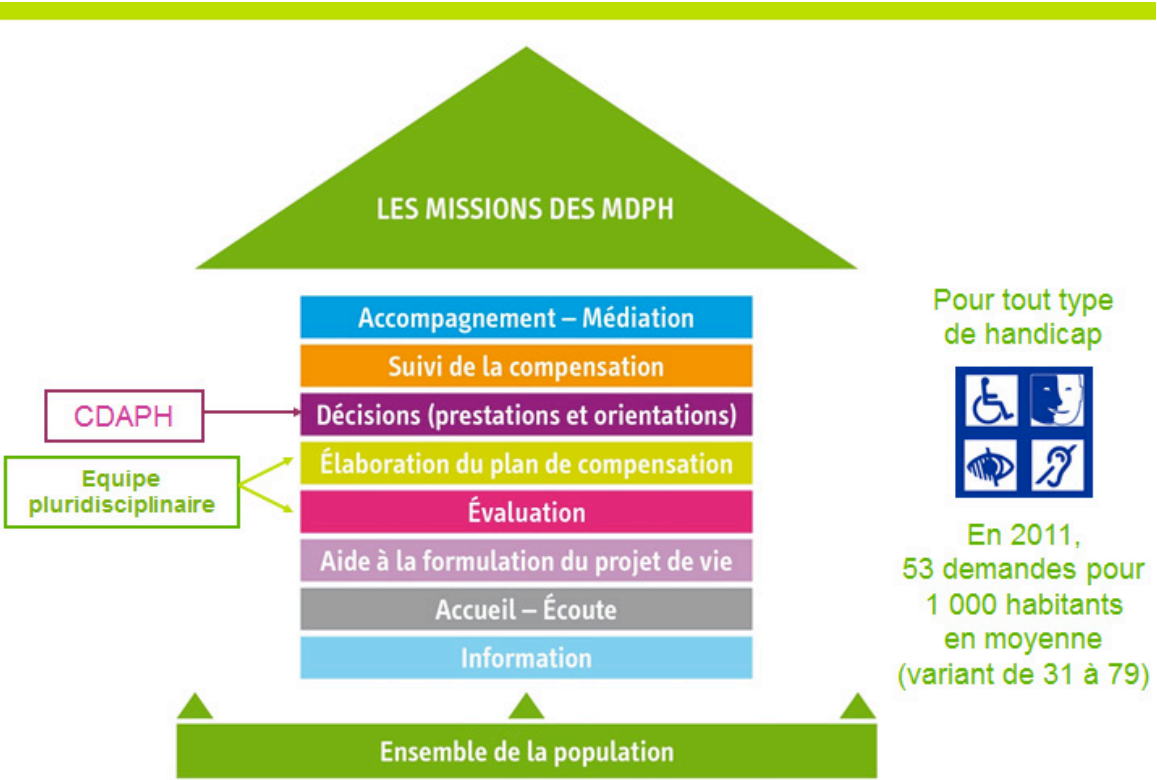 LES MISSIONS DES MDPH
Accompagnement – Médiation
Suivi de la compensation
Décisions (prestations et orientations)
Élaboration du plan de compensation
Évaluation
Aide à la formulation du projet de vie
Accueil – Écoute
Information
Ensemble de la population
CDAPH
Equipe
pluridisciplinaire
Pour tout type
de handicap
En 2011,
53 demandes pour
1 000 habitants
en moyenne
(variant de 31 à 79)